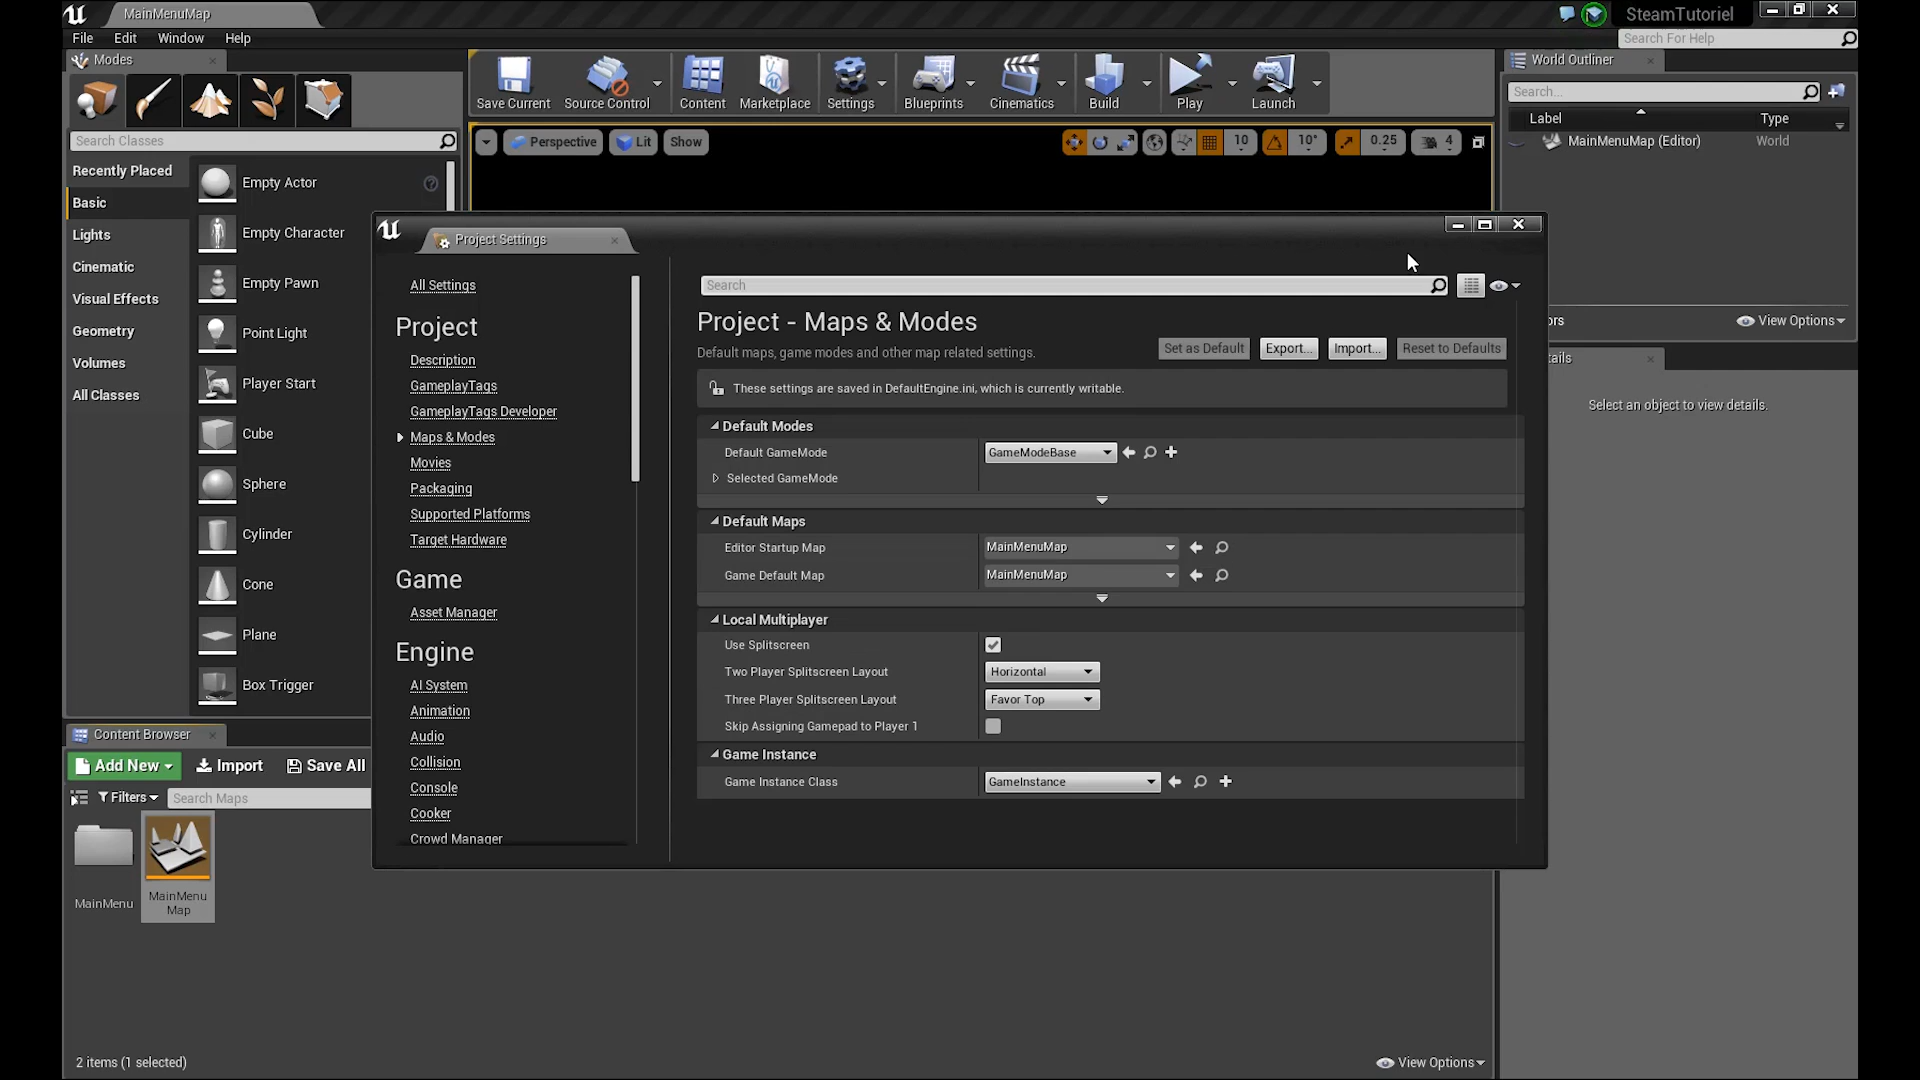 MainMenuMap
SteamTutoriel
File Edit Window Help
Search For Help
Modes
Save Current
Source Control
Content
Marketplace
Settings
Blueprints
Cinematics
Build
Play
Launch
World Outliner
Search...
Label Type
MainMenuMap (Editor) World
Search Classes
Perspective Lit Show
10 10° 0.25 4
Recently Placed
Basic
Lights
Cinematic
Visual Effects
Geometry
Volumes
All Classes
Empty Actor
Empty Character
Empty Pawn
Point Light
Player Start
Cube
Sphere
Cylinder
Cone
Plane
Box Trigger
Project Settings
All Settings
Project
Description
GameplayTags
GameplayTags Developer
Maps & Modes
Movies
Packaging
Supported Platforms
Target Hardware
Game
Asset Manager
Engine
AI System
Animation
Audio
Collision
Console
Cooker
Crowd Manager
Search
Project - Maps & Modes
Default maps, game modes and other map related settings.
Set as Default Export... Import... Reset to Defaults
These settings are saved in DefaultEngine.ini, which is currently writable.
Default Modes
Default GameMode GameModeBase
Selected GameMode
Default Maps
Editor Startup Map MainMenuMap
Game Default Map MainMenuMap
Local Multiplayer
Use Splitscreen
Two Player Splitscreen Layout Horizontal
Three Player Splitscreen Layout Favor Top
Skip Assigning Gamepad to Player 1
Game Instance
Game Instance Class GameInstance
ors View Options
tails
Select an object to view details.
Content Browser
Add New Import Save All
Filters Search Maps
MainMenu
MainMenu
Map
2 items (1 selected)
View Options